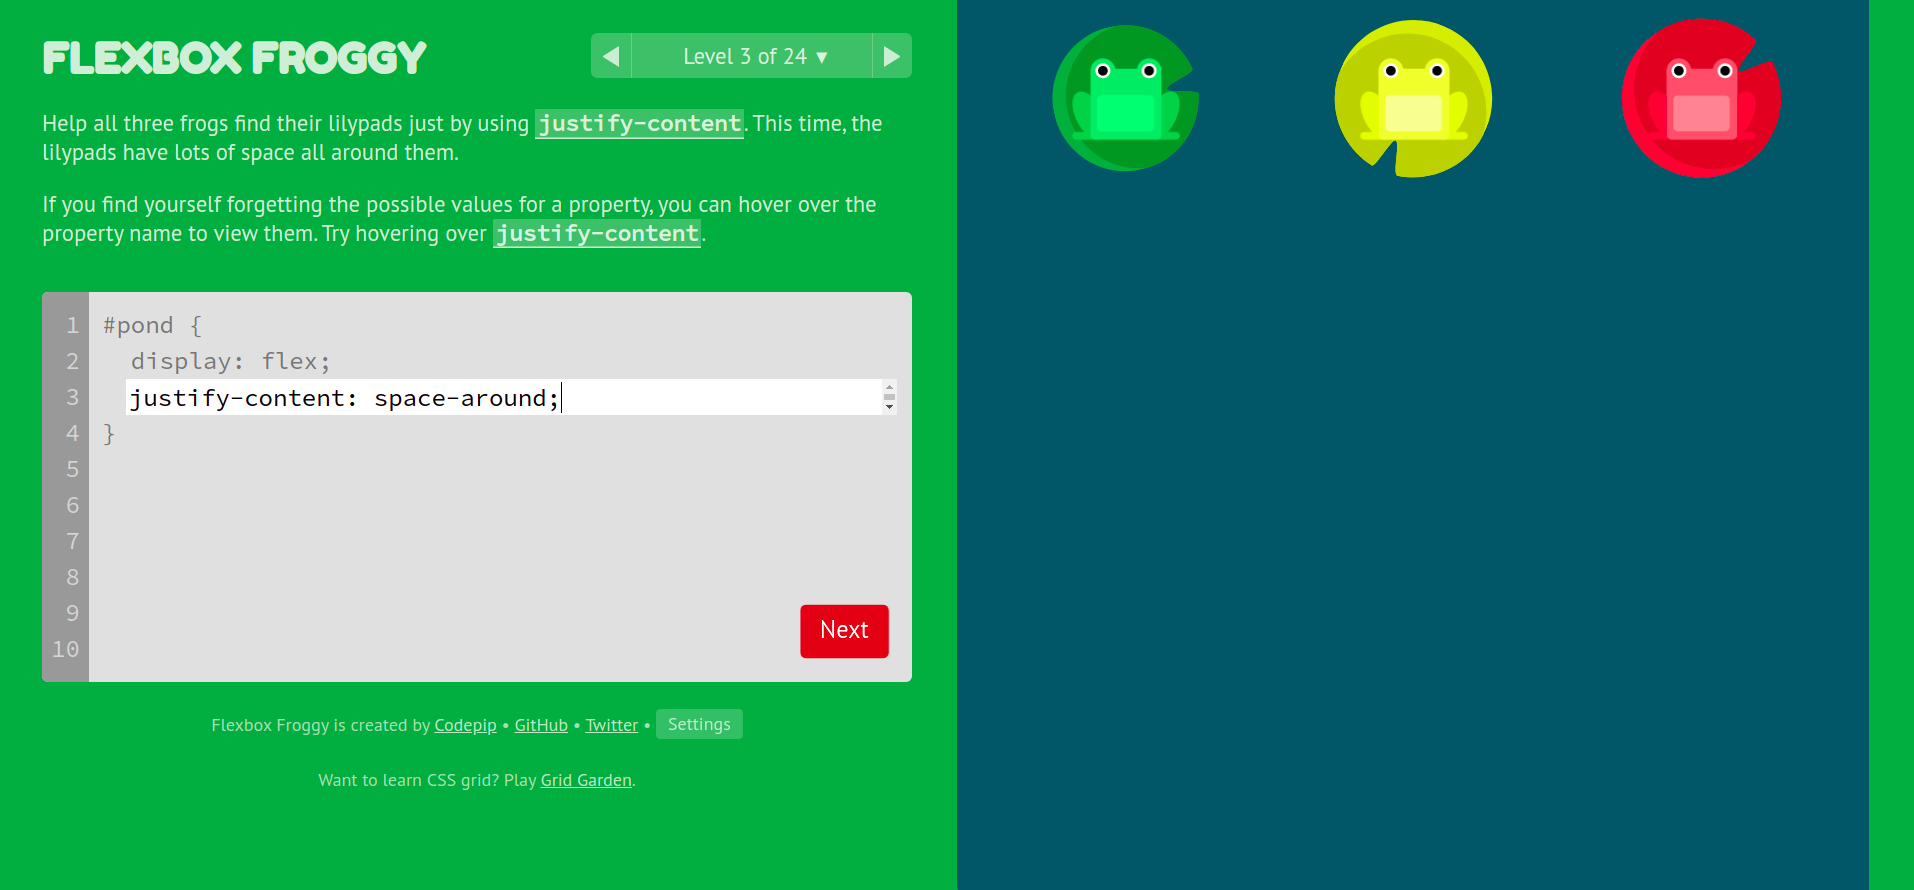 FLEXBOX FROGGY
Level 3 of 24 ▼
Help all three frogs find their lilypads just by using justify-content. This time, the
lilypads have lots of space all around them.
If you find yourself forgetting the possible values for a property, you can hover over the
property name to view them. Try hovering over justify-content.
1 #pond {
2 display: flex;
3 justify-content: space-around;
4 }
5
6
7
8
9
10
Next
Flexbox Froggy is created by Codepip • GitHub • Twitter • Settings
Want to learn CSS grid? Play Grid Garden.